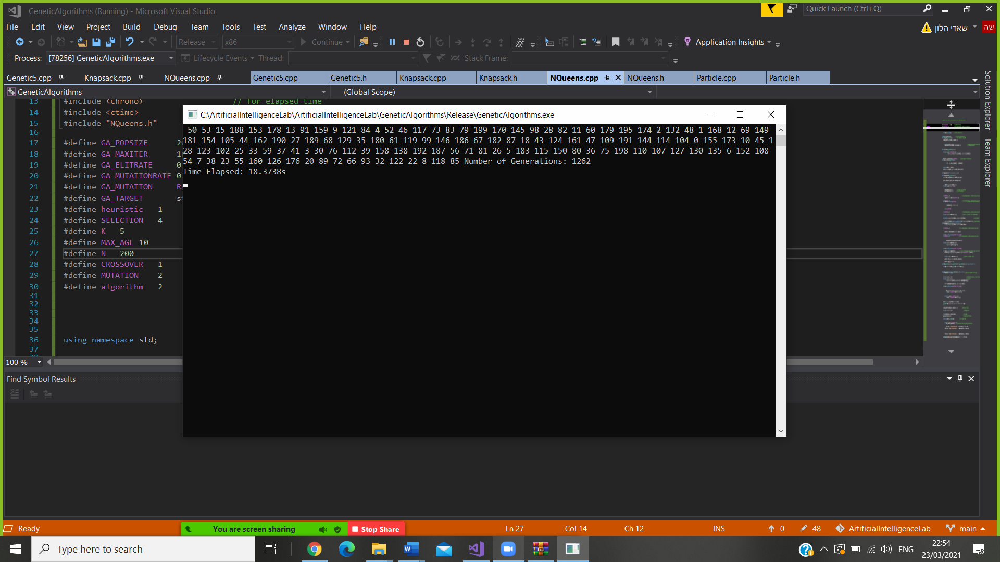 GeneticAlgorithms (Running) - Microsoft Visual Studio
Quick Launch (Ctrl+Q)
File Edit View Project Build Debug Team Tools Test Analyze Window Help
שאדי הלון
שה
Release x86 Continue Application Insights
Process: [78256] GeneticAlgorithms.exe Lifecycle Events Thread: Stack Frame:
Genetic5.cpp Knapsack.cpp NQueens.cpp Genetic5.cpp Genetic5.h Knapsack.cpp Knapsack.h NQueens.cpp NQueens.h Particle.cpp Particle.h
GeneticAlgorithms (Global Scope)
Solution Explorer
Team Explorer
13 #include <chrono> // for elapsed time
14 #include <ctime>
15 #include "NQueens.h"
16
17 #define GA_POPSIZE 20
18 #define GA_MAXITER 16
19 #define GA_ELITRATE 0
20 #define GA_MUTATIONRATE 0
21 #define GA_MUTATION RA
22 #define GA_TARGET st
23 #define heuristic 1
24 #define SELECTION 4
25 #define K 5
26 #define MAX_AGE 10
27 #define N 200
28 #define CROSSOVER 1
29 #define MUTATION 2
30 #define algorithm 2
31
32
33
34
35
36 using namespace std;
37
38
C:\ArtificialIntelligenceLab\ArtificialIntelligenceLab\GeneticAlgorithms\Release\GeneticAlgorithms.exe
50 53 15 188 153 178 13 91 159 9 121 84 4 52 46 117 73 83 79 199 170 145 98 28 82 11 60 179 195 174 2 132 48 1 168 12 69 149
181 154 105 44 162 190 27 189 68 129 35 180 61 119 99 146 186 67 182 87 18 43 124 161 47 109 191 144 114 104 0 155 173 10 45 1
28 123 102 25 33 59 37 41 3 30 76 112 39 158 138 192 187 56 71 81 26 5 183 115 150 80 36 75 198 110 107 127 130 135 6 152 108
54 7 38 23 55 160 126 176 20 89 72 66 93 32 122 22 8 118 85 Number of Generations: 1262
Time Elapsed: 18.3738s
100 %
Find Symbol Results
Ready
You are screen sharing Stop Share
Ln 27 Col 14 Ch 12 INS 0 48 ArtificialIntelligenceLab main
Type here to search
ENG
22:54
23/03/2021